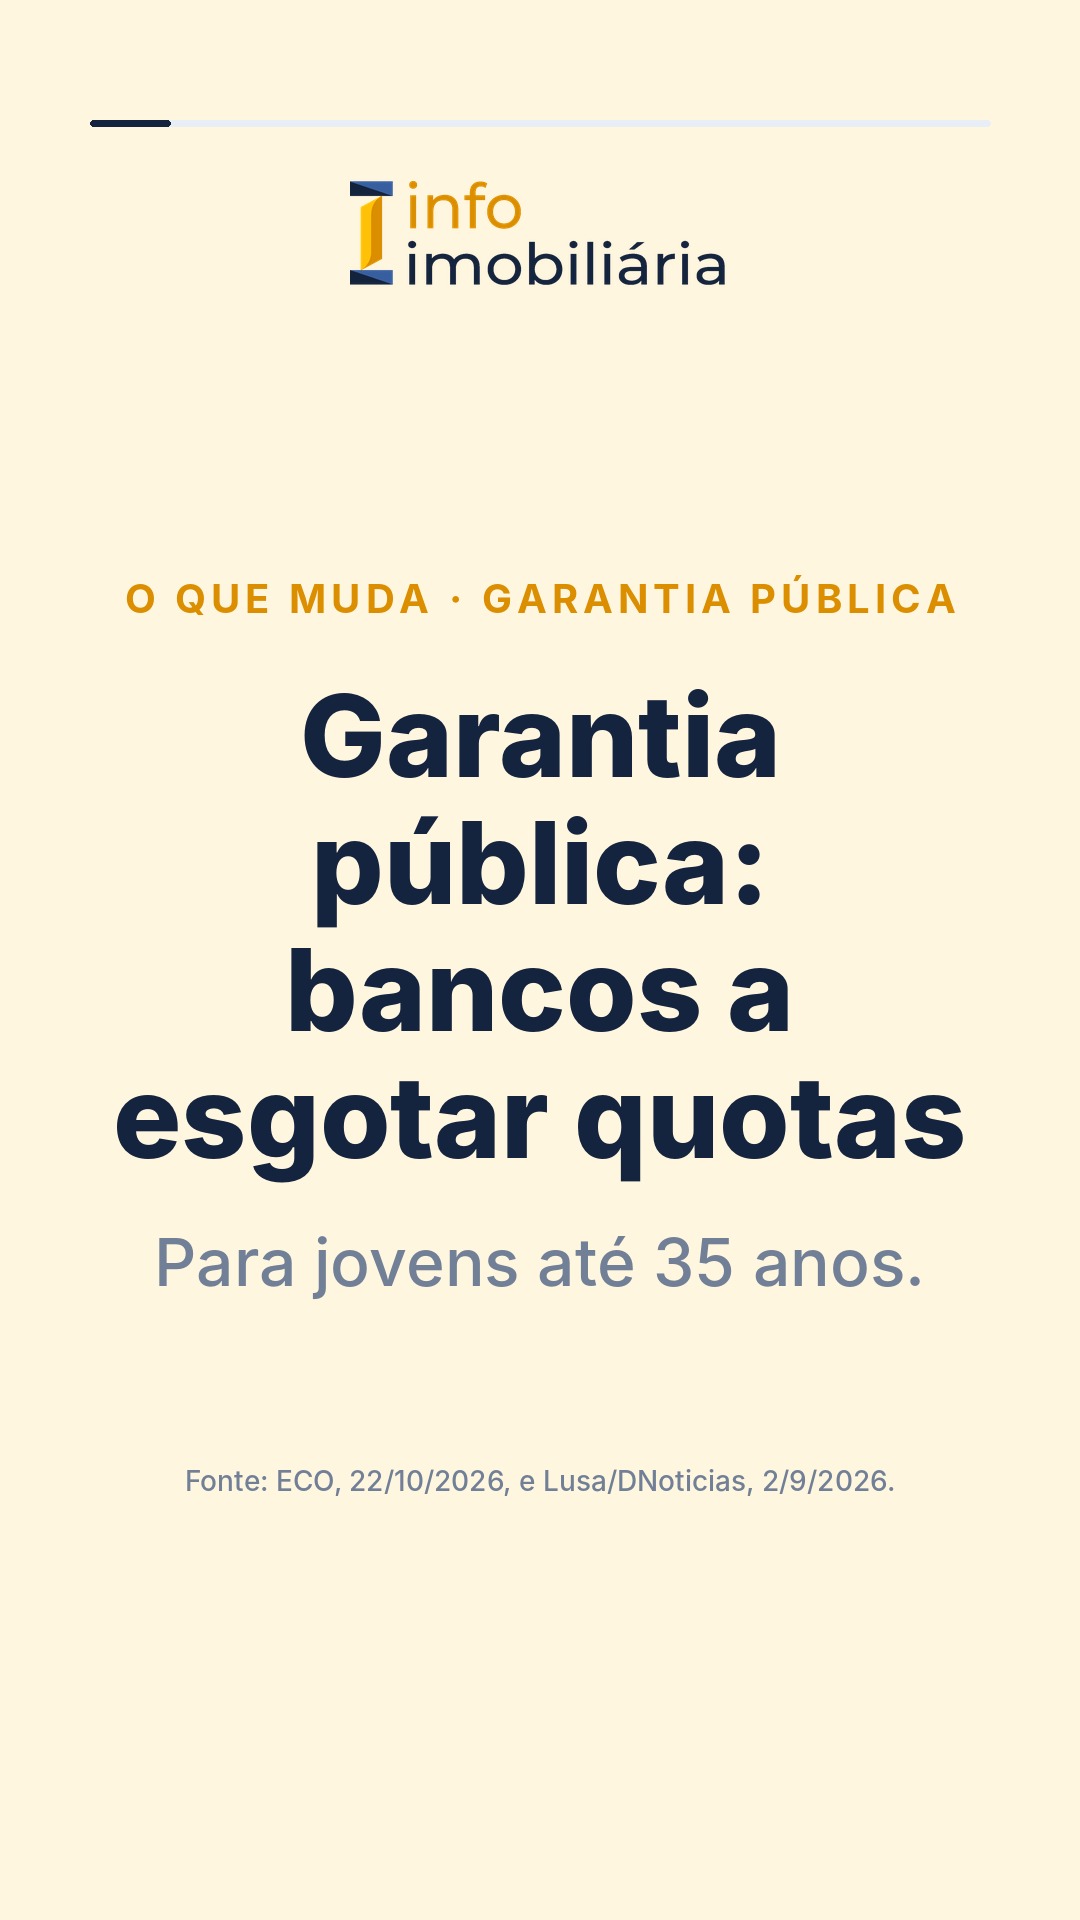 info
imobiliária
O QUE MUDA · GARANTIA PÚBLICA
Garantia
pública:
bancos a
esgotar quotas
Para jovens até 35 anos.
Fonte: ECO, 22/10/2026, e Lusa/DNoticias, 2/9/2026.